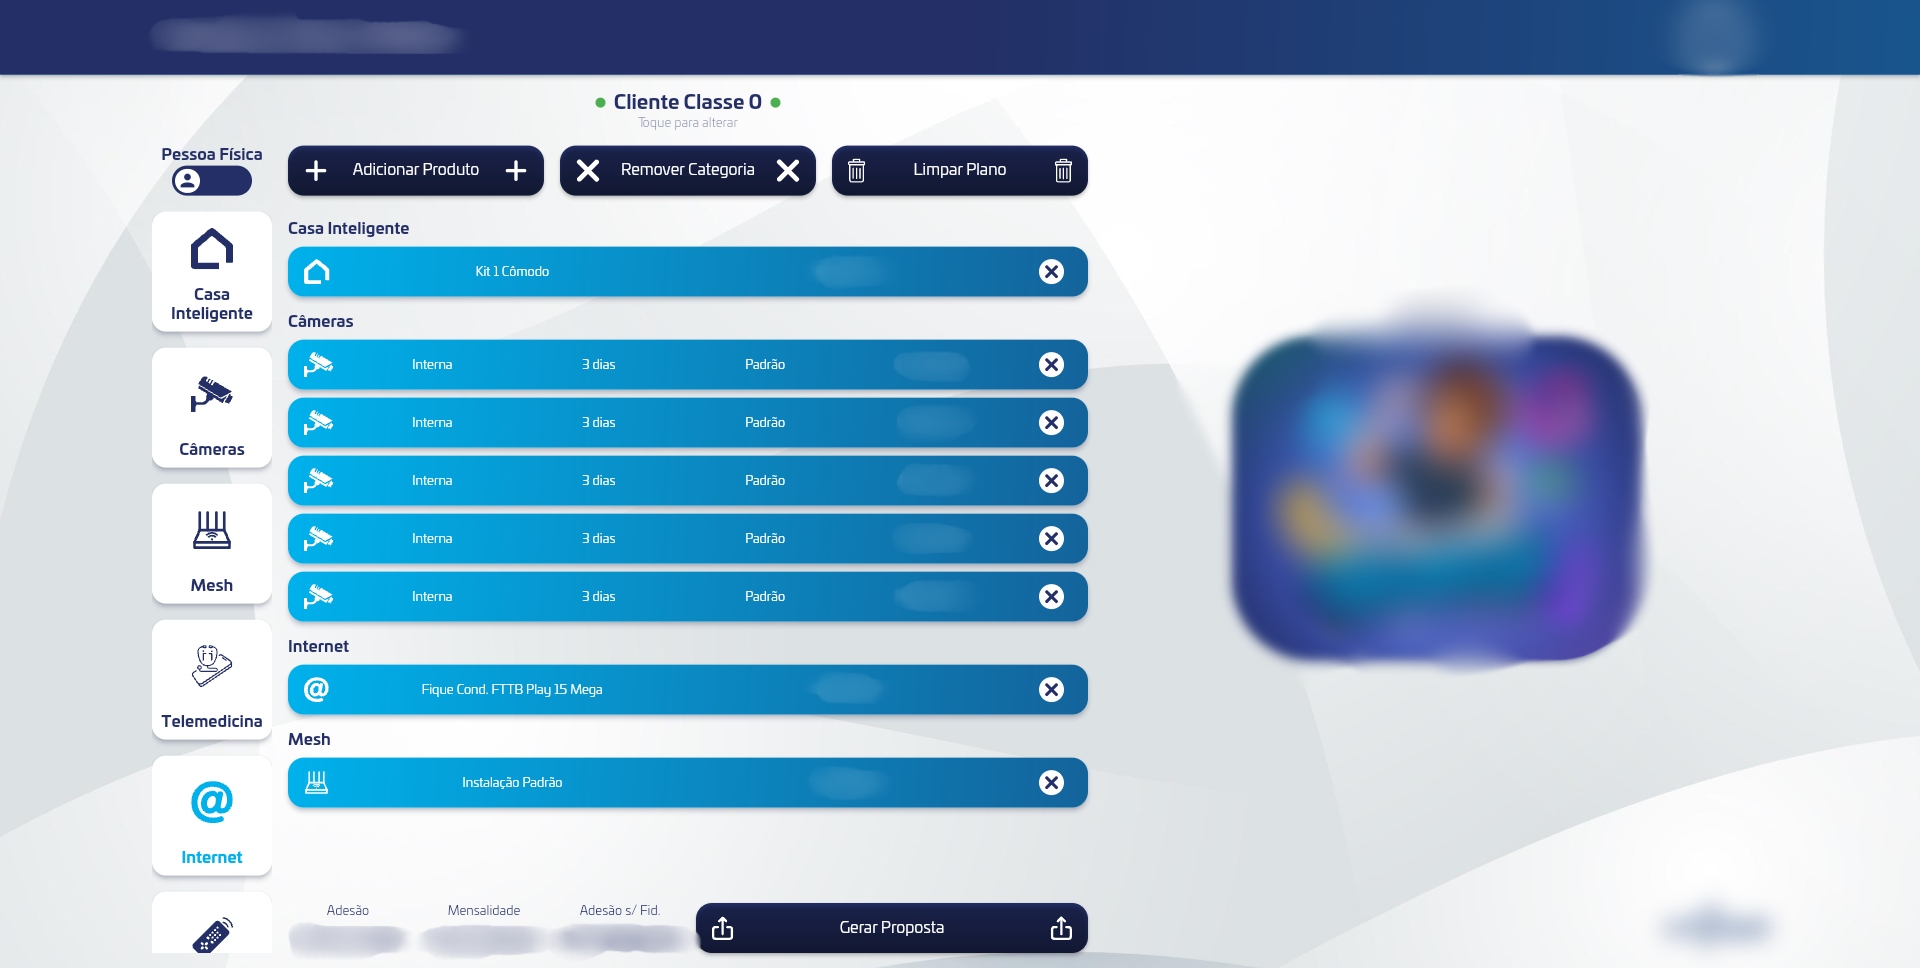 Cliente Classe 0
Toque para alterar
Pessoa Física
Adicionar Produto
Remover Categoria
Limpar Plano
Casa Inteligente
Câmeras
Mesh
Telemedicina
Internet
Casa Inteligente
Kit 1 Cômodo
Câmeras
Interna 3 dias Padrão
Interna 3 dias Padrão
Interna 3 dias Padrão
Interna 3 dias Padrão
Interna 3 dias Padrão
Internet
@ Fique Cond. FTTB Play 15 Mega
Mesh
Instalação Padrão
Adesão
Mensalidade
Adesão s/ Fid.
Gerar Proposta